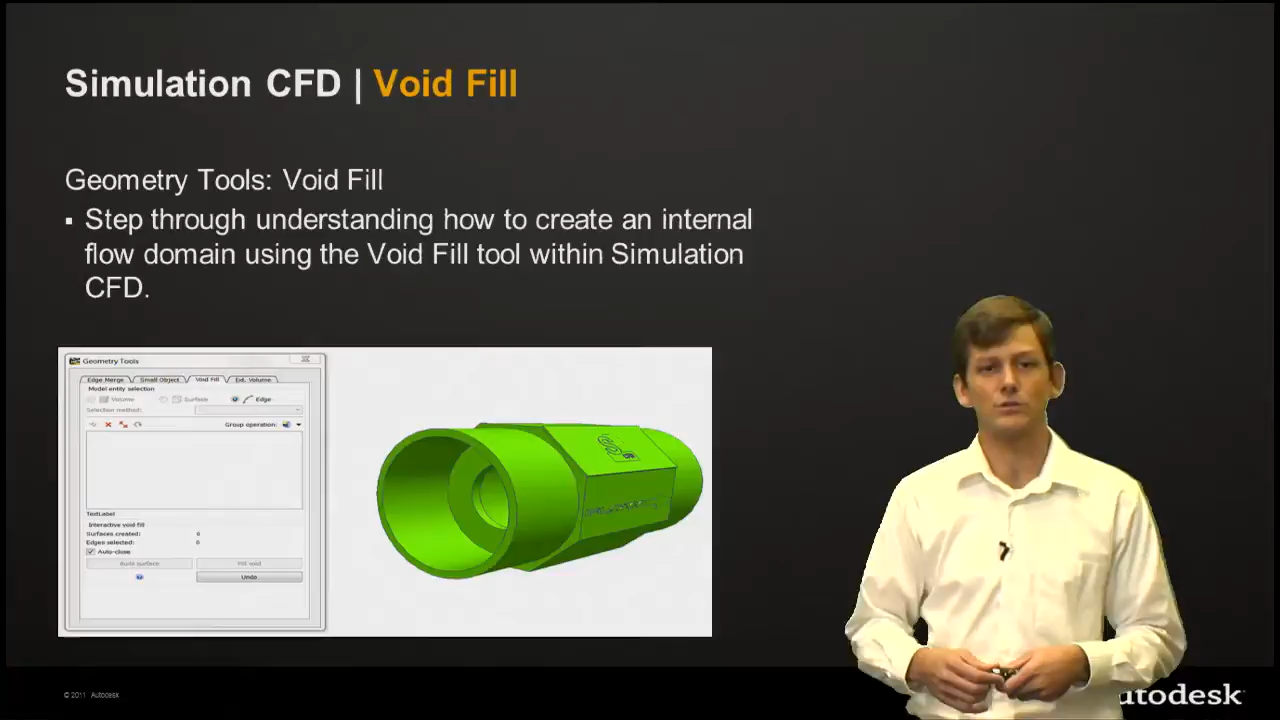 Simulation CFD | Void Fill
Geometry Tools: Void Fill
▪ Step through understanding how to create an internal
flow domain using the Void Fill tool within Simulation
CFD.
Geometry Tools
Edge Merge Small Object Void Fill Ext. Volume
Model entity selection
Volume Surface Edge
Selection method:
Group operation:
TextLabel
Interactive void fill
Surfaces created:
Edges selected: 0
Auto-close
Build surface Fill void
Undo
© 2011 Autodesk
utodesk